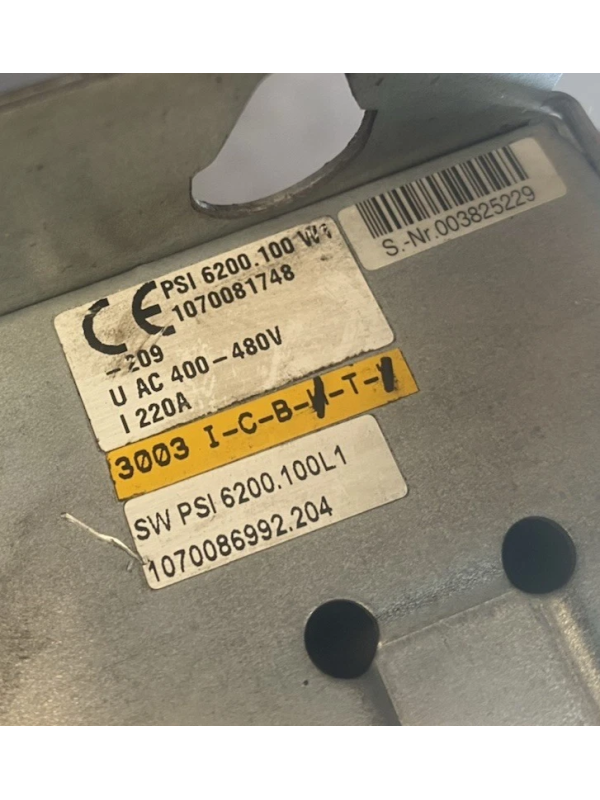 S.-Nr.003825229
CE PSI 6200.100 W1
1070081748
-209
U AC 400-480V
I 220A
3003 I-C-B- -T-
SW PSI 6200.100L1
1070086992.204